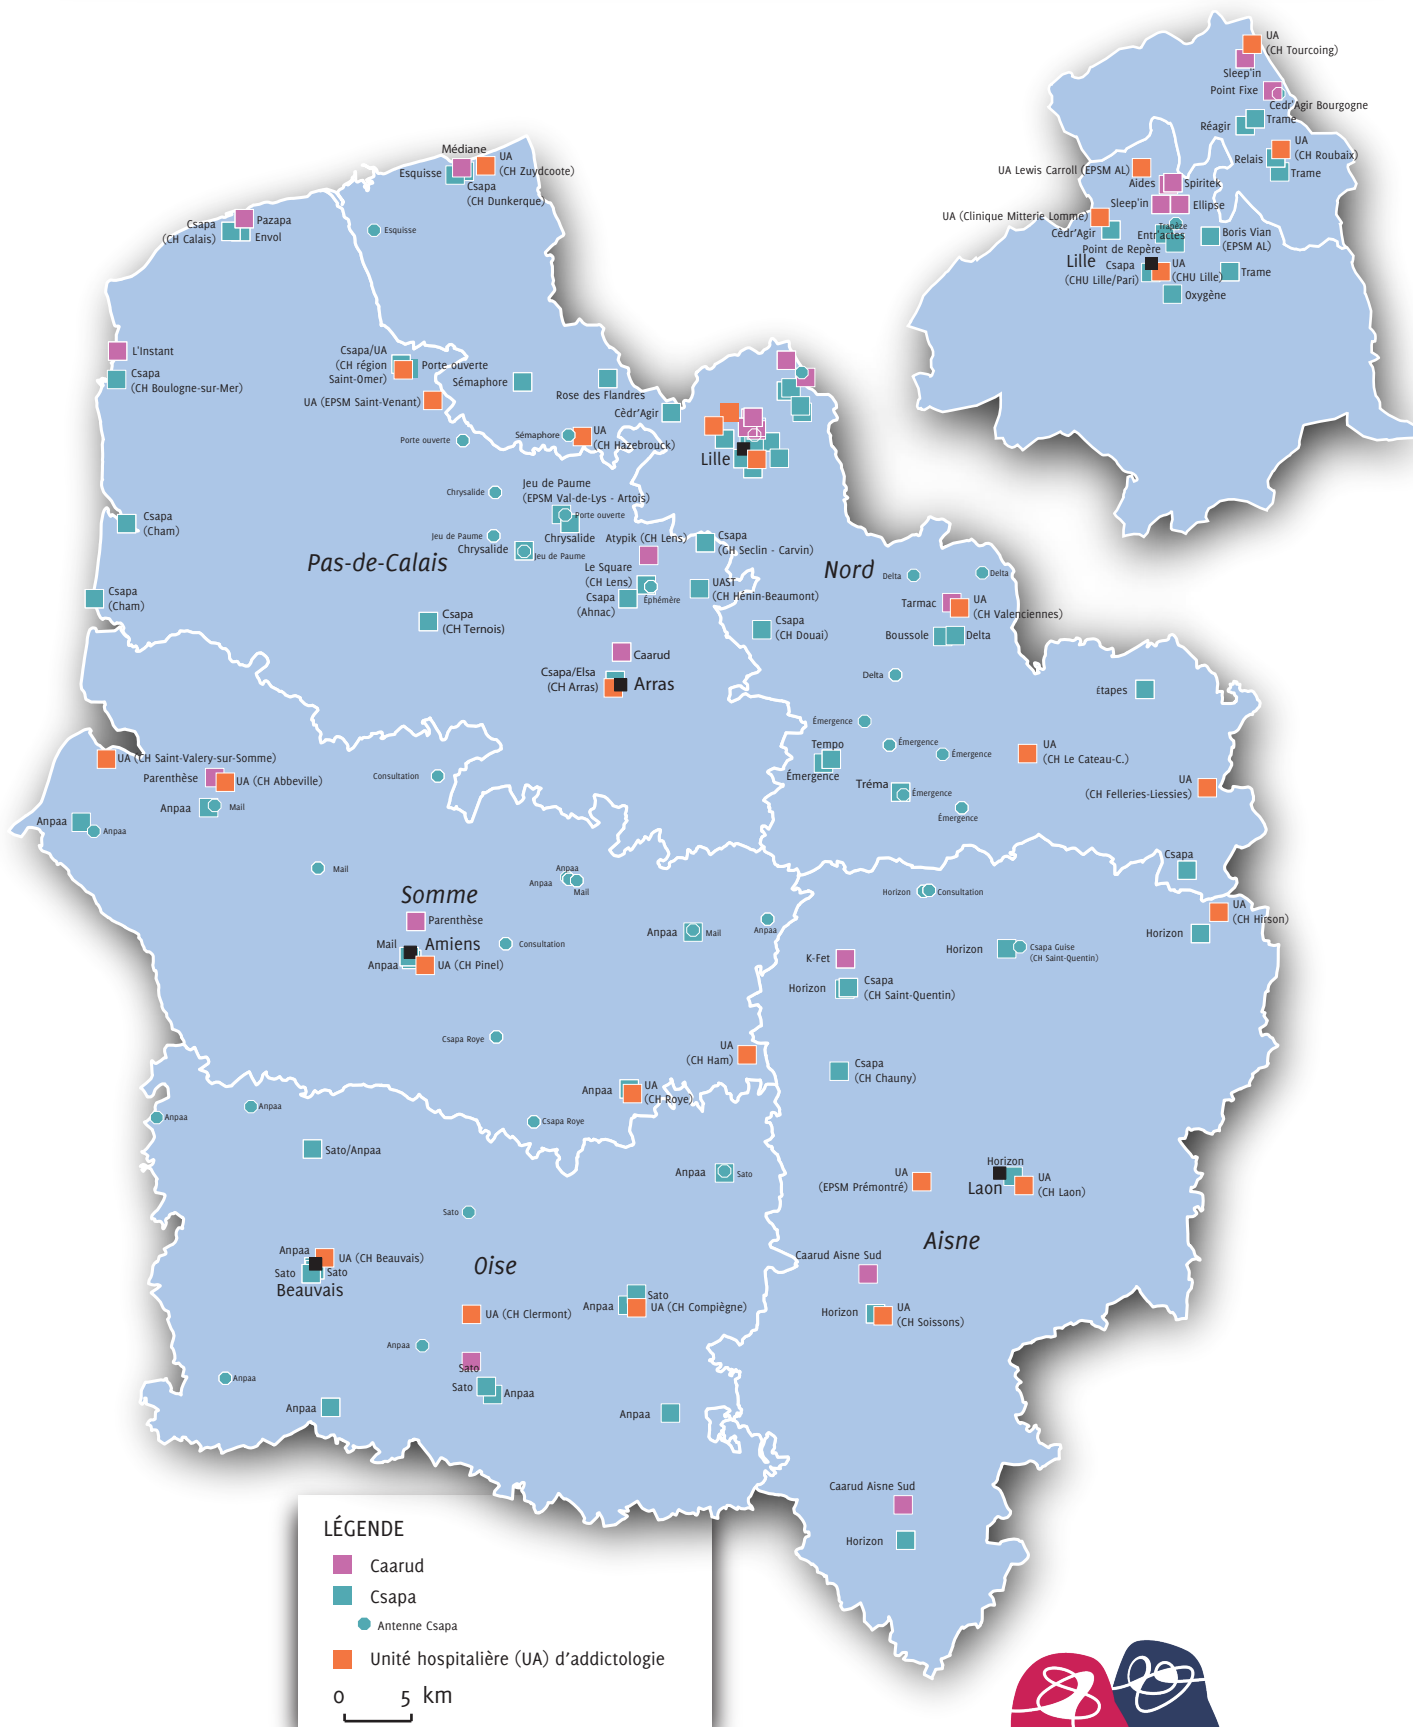 UA
(CH Tourcoing)
Sleep'in
Point Fixe
Cedr'Agir Bourgogne
Trame
Réagir
UA
(CH Roubaix)
Relais
Trame
UA Lewis Carroll (EPSM AL)
Aides
Spiritek
Sleep'in
Ellipse
UA (Clinique Mitterie Lomme)
Trapèze
Cèdr'Agir
Entr'actes
Boris Vian
(EPSM AL)
Point de Repère
Lille
Csapa
(CHU Lille/Pari)
UA
(CHU Lille)
Trame
Oxygène
Médiane
UA
(CH Zuydcoote)
Esquisse
Csapa
(CH Dunkerque)
Pazapa
Csapa
(CH Calais)
Envol
Esquisse
L'Instant
Csapa
(CH Boulogne-sur-Mer)
Csapa/UA
(CH région
Saint-Omer)
Porte ouverte
Sémaphore
Rose des Flandres
UA (EPSM Saint-Venant)
Cèdr'Agir
Porte ouverte
Sémaphore
UA
(CH Hazebrouck)
Lille
Chrysalide
Jeu de Paume
(EPSM Val-de-Lys - Artois)
Porte ouverte
Csapa
(Cham)
Jeu de Paume
Chrysalide
Chrysalide
Jeu de Paume
Atypik (CH Lens)
Csapa
(GH Seclin - Carvin)
Pas-de-Calais
Nord
Le Square
(CH Lens)
Éphémère
UAST
(CH Hénin-Beaumont)
Csapa
(Ahnac)
Delta
Delta
Csapa
(Cham)
Tarmac
UA
(CH Valenciennes)
Csapa
(CH Ternois)
Csapa
(CH Douai)
Boussole
Delta
Caarud
Csapa/Elsa
(CH Arras)
Arras
Delta
Étapes
Émergence
Émergence
Émergence
Tempo
Émergence
UA
(CH Le Cateau-C.)
UA (CH Saint-Valery-sur-Somme)
Parenthèse
UA (CH Abbeville)
Consultation
Tréma
Émergence
UA
(CH Felleries-Liessies)
Anpaa
Mail
Émergence
Anpaa
Anpaa
Csapa
Mail
Anpaa
Anpaa
Mail
Somme
Horizon
Consultation
Parenthèse
UA
(CH Hirson)
Anpaa
Mail
Anpaa
Horizon
Mail
Amiens
Consultation
Horizon
Csapa Guise
(CH Saint-Quentin)
Anpaa
UA (CH Pinel)
K-Fet
Horizon
Csapa
(CH Saint-Quentin)
Csapa Roye
UA
(CH Ham)
Csapa
(CH Chauny)
Anpaa
UA
(CH Roye)
Anpaa
Anpaa
Csapa Roye
Sato/Anpaa
Anpaa
Sato
UA
(EPSM Prémontré)
Horizon
Laon
UA
(CH Laon)
Sato
Aisne
Anpaa
UA (CH Beauvais)
Sato
Sato
Beauvais
Oise
Caarud Aisne Sud
Sato
Anpaa
UA (CH Compiègne)
UA (CH Clermont)
Horizon
UA
(CH Soissons)
Anpaa
Sato
Anpaa
Sato
Anpaa
Anpaa
Anpaa
Caarud Aisne Sud
Horizon
LÉGENDE
Caarud
Csapa
Antenne Csapa
Unité hospitalière (UA) d'addictologie
0 5 km